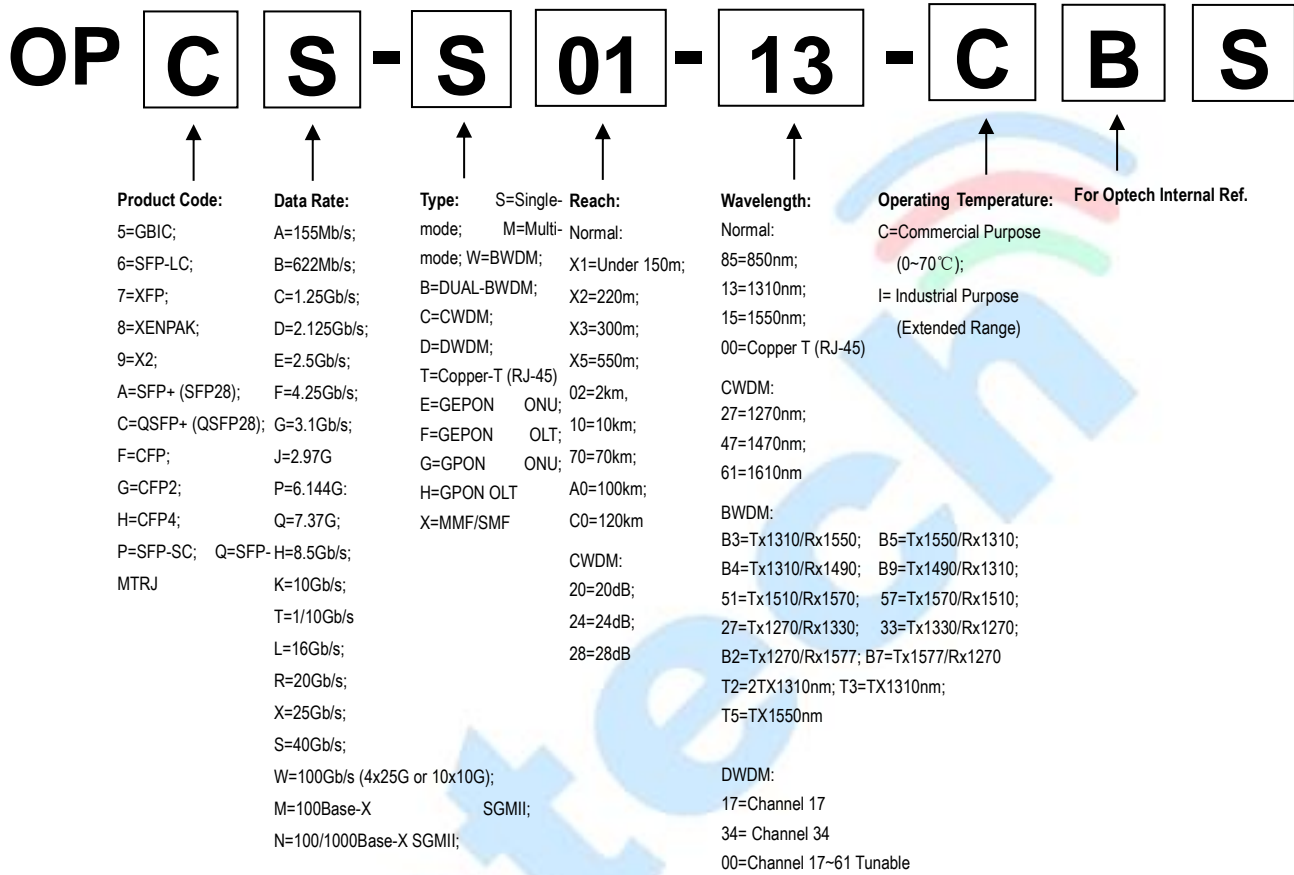 OP C S - S 01 - 13 - C B S
Product Code:
5=GBIC;
6=SFP-LC;
7=XFP;
8=XENPAK;
9=X2;
A=SFP+ (SFP28);
C=QSFP+ (QSFP28);
F=CFP;
G=CFP2;
H=CFP4;
P=SFP-SC; Q=SFP-
MTRJ
Data Rate:
A=155Mb/s;
B=622Mb/s;
C=1.25Gb/s;
D=2.125Gb/s;
E=2.5Gb/s;
F=4.25Gb/s;
G=3.1Gb/s;
J=2.97G
P=6.144G:
Q=7.37G;
H=8.5Gb/s;
K=10Gb/s;
T=1/10Gb/s
L=16Gb/s;
R=20Gb/s;
X=25Gb/s;
S=40Gb/s;
W=100Gb/s (4x25G or 10x10G);
M=100Base-X SGMII;
N=100/1000Base-X SGMII;
Type: S=Single-
mode; M=Multi-
mode; W=BWDM;
B=DUAL-BWDM;
C=CWDM;
D=DWDM;
T=Copper-T (RJ-45)
E=GEPON ONU;
F=GEPON OLT;
G=GPON ONU;
H=GPON OLT
X=MMF/SMF
Reach:
Normal:
X1=Under 150m;
X2=220m;
X3=300m;
X5=550m;
02=2km,
10=10km;
70=70km;
A0=100km;
C0=120km
CWDM:
20=20dB;
24=24dB;
28=28dB
Wavelength:
Normal:
85=850nm;
13=1310nm;
15=1550nm;
00=Copper T (RJ-45)
CWDM:
27=1270nm;
47=1470nm;
61=1610nm
BWDM:
B3=Tx1310/Rx1550; B5=Tx1550/Rx1310;
B4=Tx1310/Rx1490; B9=Tx1490/Rx1310;
51=Tx1510/Rx1570; 57=Tx1570/Rx1510;
27=Tx1270/Rx1330; 33=Tx1330/Rx1270;
B2=Tx1270/Rx1577; B7=Tx1577/Rx1270
T2=2TX1310nm; T3=TX1310nm;
T5=TX1550nm
DWDM:
17=Channel 17
34= Channel 34
00=Channel 17~61 Tunable
Operating Temperature:
C=Commercial Purpose
(0~70℃);
I= Industrial Purpose
(Extended Range)
For Optech Internal Ref.
tech